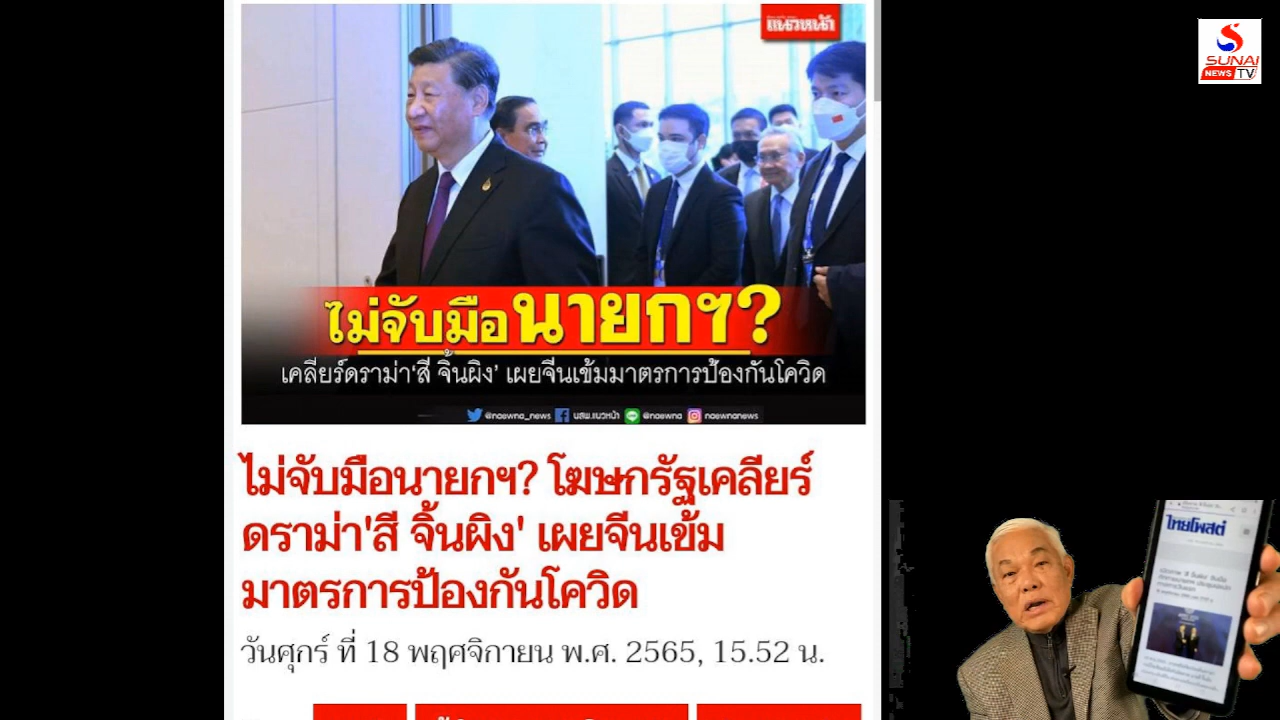 แนวหน้า
SUNAI
NEWS TV
ไม่จับมือนายกฯ?
เคลียร์ดราม่า‘สี จิ้นผิง’ เผยจีนเข้มมาตรการป้องกันโควิด
@naewna_news นสพ.แนวหน้า @naewna naewnanews
ไม่จับมือนายกฯ? โฆษกรัฐเคลียร์
ดราม่า'สี จิ้นผิง' เผยจีนเข้ม
มาตรการป้องกันโควิด
วันศุกร์ ที่ 18 พฤศจิกายน พ.ศ. 2565, 15.52 น.
ไทยโพสต์